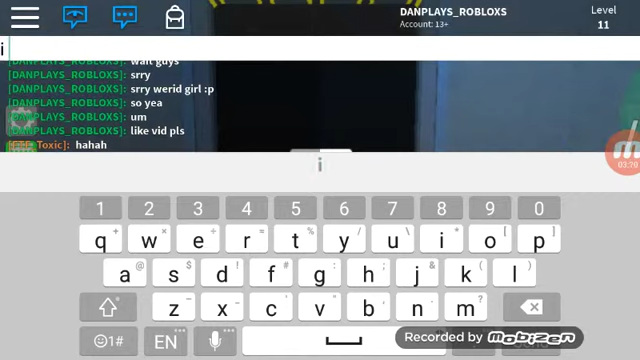 DANPLAYS_ROBLOXS
Account: 13+
Level
11
i
[DANPLAYS_ROBLOXS]: wait guys
[DANPLAYS_ROBLOXS]: srry
[DANPLAYS_ROBLOXS]: srry werid girl :p
[DANPLAYS_ROBLOXS]: so yea
[DANPLAYS_ROBLOXS]: um
[DANPLAYS_ROBLOXS]: like vid pls
Toxic]: hahah
i
1 2 3 4 5 6 7 8 9 0
q + w × e ÷ r = t % y / u \ i * o [ p ]
a @ s $ d ! f # g : h ; j & k ( l )
z - x _ c " v ' b , n . m ?
☺1# EN
Recorded by Mobizen